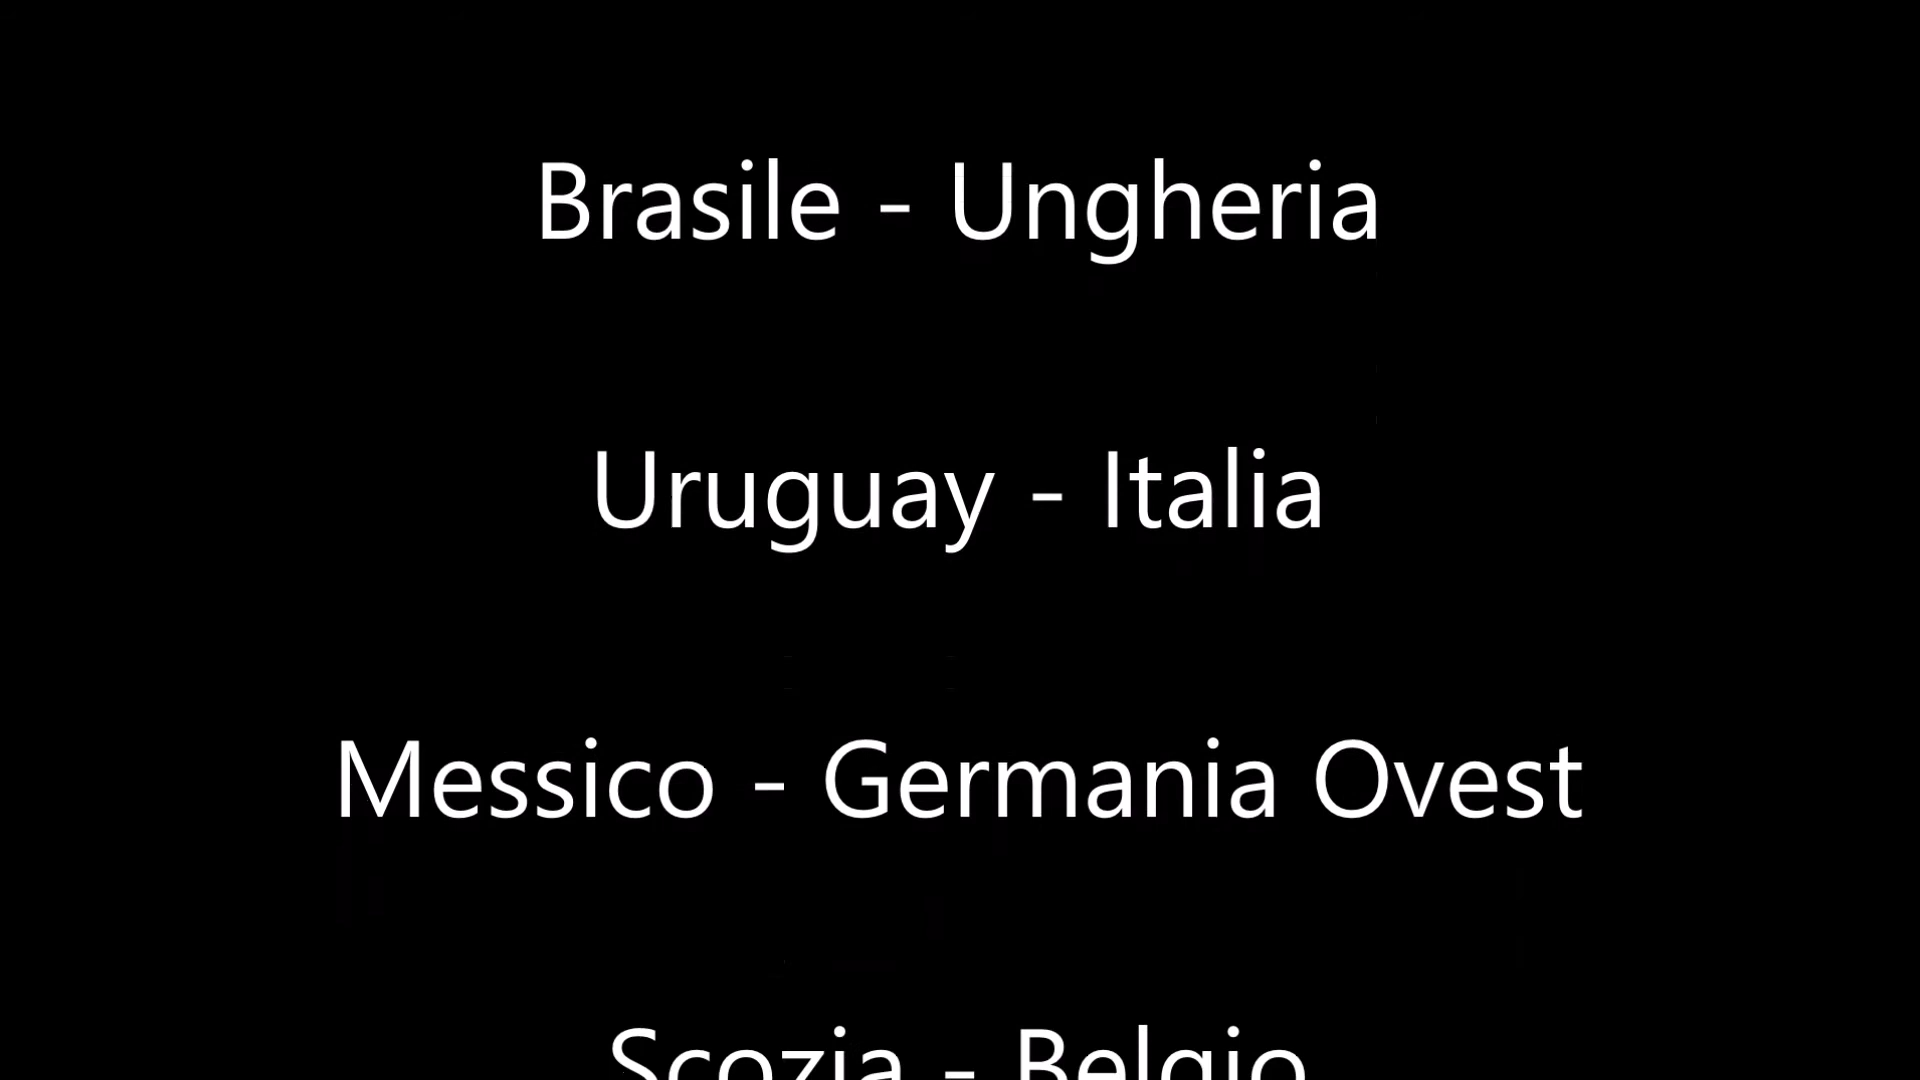 Brasile - Ungheria
Uruguay - Italia
Messico - Germania Ovest
Scozia - Belgio